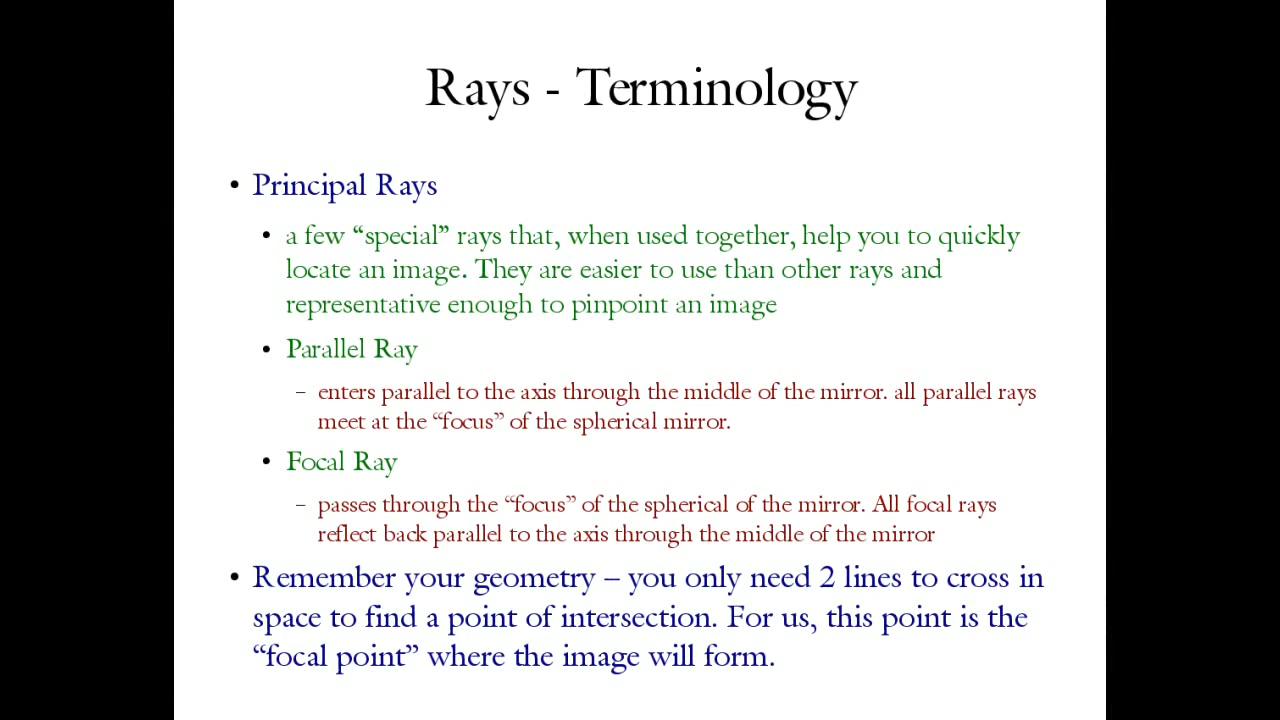 Rays - Terminology
• Principal Rays
• a few “special” rays that, when used together, help you to quickly
locate an image. They are easier to use than other rays and
representative enough to pinpoint an image
• Parallel Ray
– enters parallel to the axis through the middle of the mirror. all parallel rays
meet at the “focus” of the spherical mirror.
• Focal Ray
– passes through the “focus” of the spherical of the mirror. All focal rays
reflect back parallel to the axis through the middle of the mirror
• Remember your geometry – you only need 2 lines to cross in
space to find a point of intersection. For us, this point is the
“focal point” where the image will form.